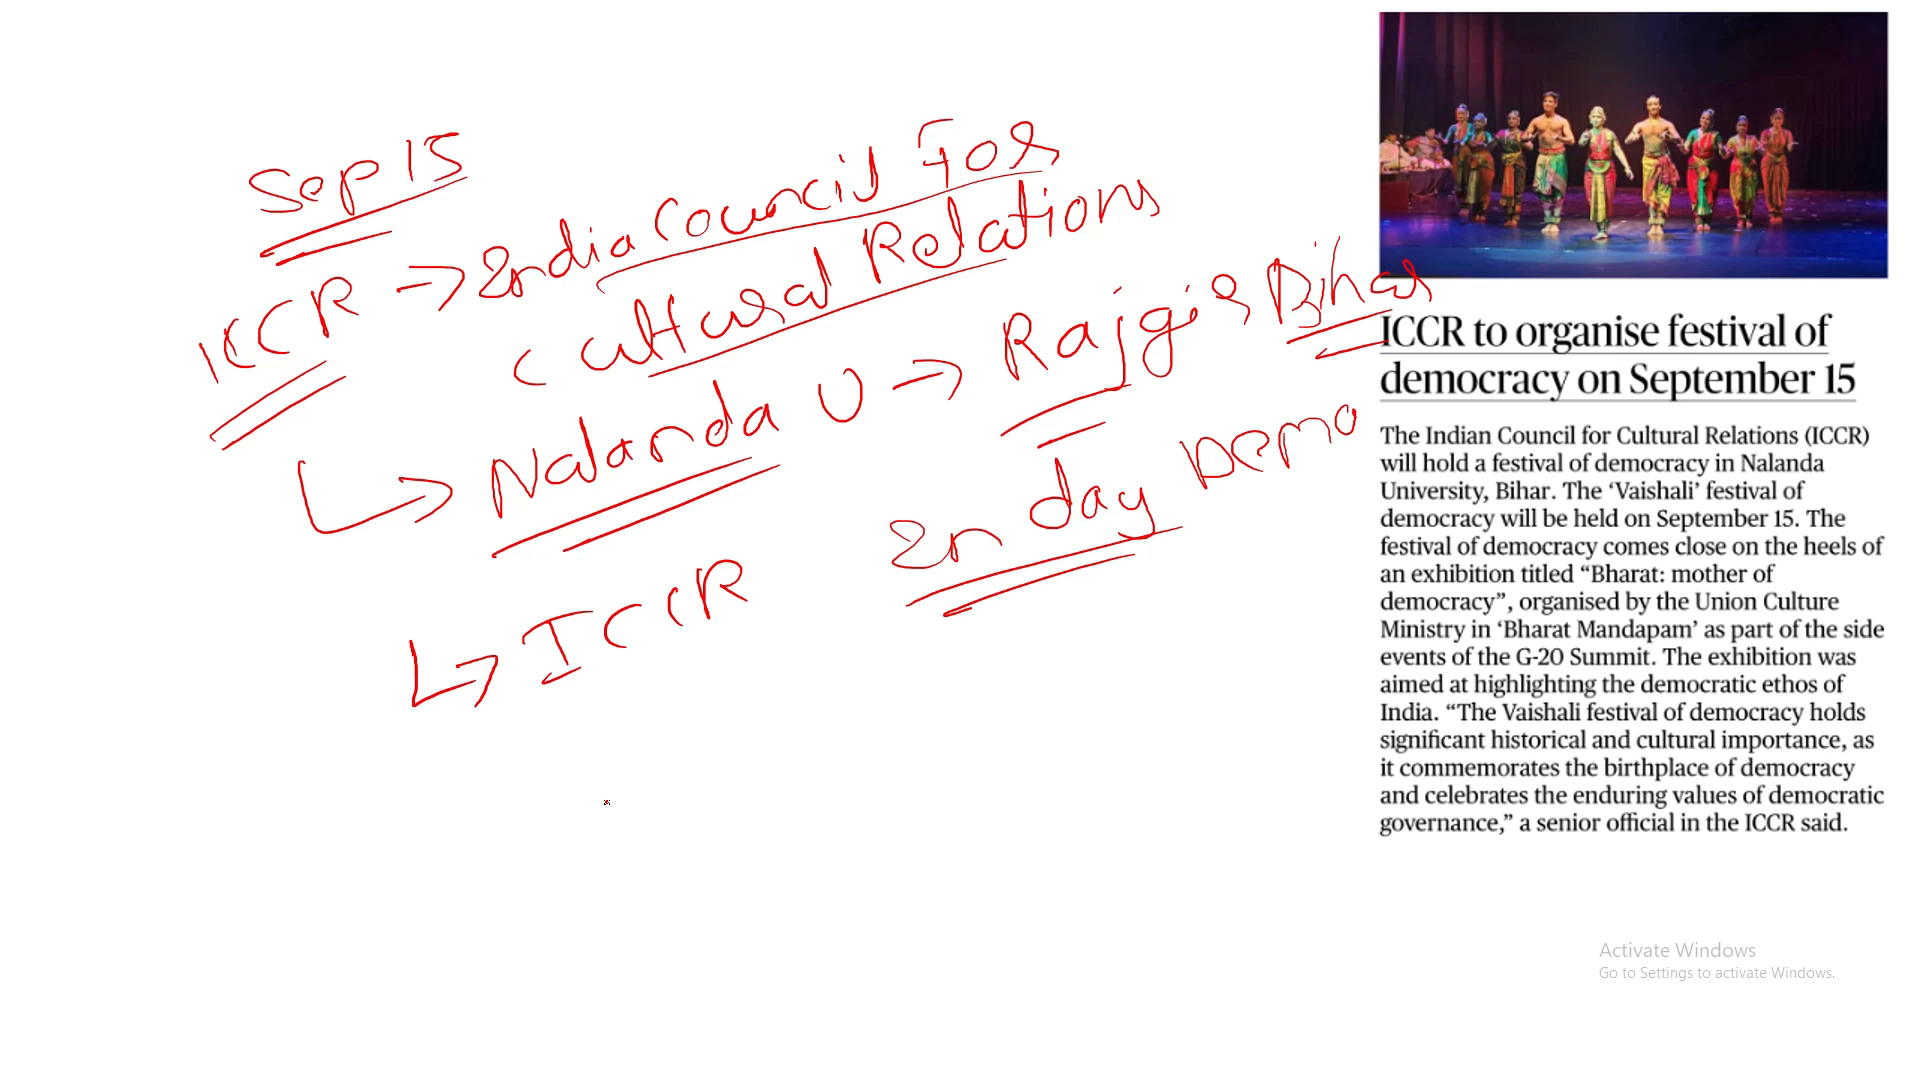 Sep 15
ICCR → India Council For
Cultural Relations
Nalanda U → Rajgir Bihar
In day Demo
ICCR
ICCR to organise festival of
democracy on September 15
The Indian Council for Cultural Relations (ICCR)
will hold a festival of democracy in Nalanda
University, Bihar. The ‘Vaishali’ festival of
democracy will be held on September 15. The
festival of democracy comes close on the heels of
an exhibition titled “Bharat: mother of
democracy”, organised by the Union Culture
Ministry in ‘Bharat Mandapam’ as part of the side
events of the G-20 Summit. The exhibition was
aimed at highlighting the democratic ethos of
India. “The Vaishali festival of democracy holds
significant historical and cultural importance, as
it commemorates the birthplace of democracy
and celebrates the enduring values of democratic
governance,” a senior official in the ICCR said.
Activate Windows
Go to Settings to activate Windows.